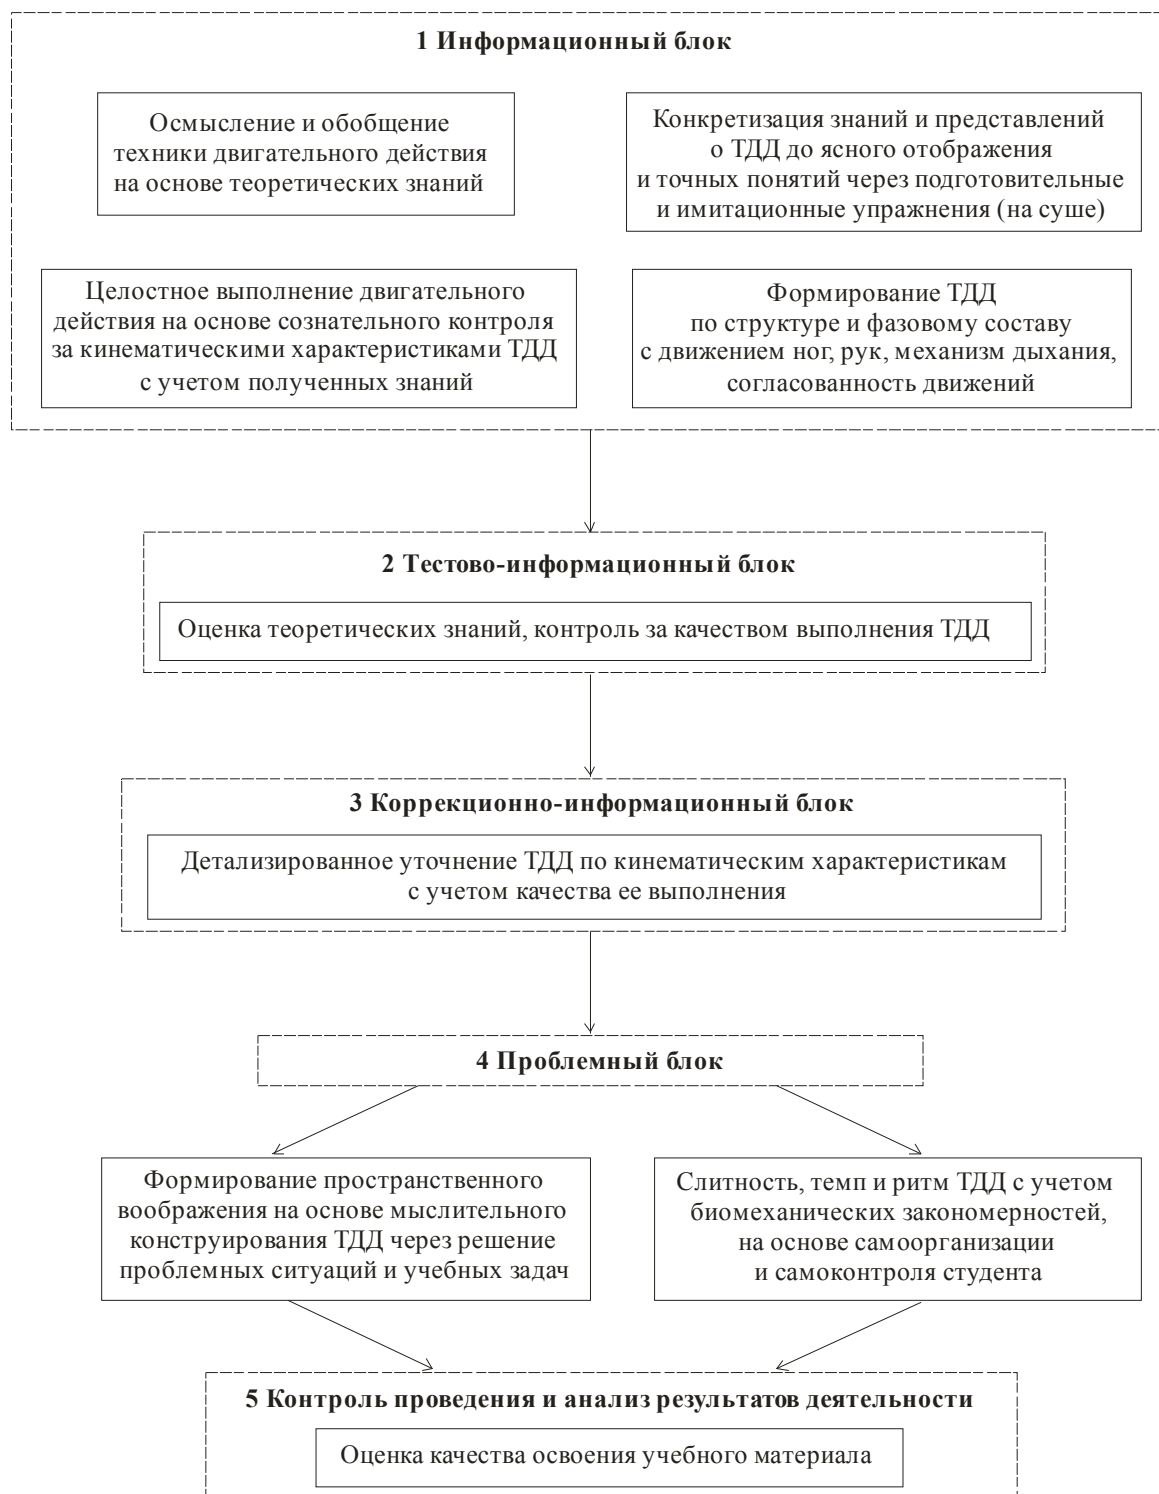 1 Информационный блок
Осмысление и обобщение
техники двигательного действия
на основе теоретических знаний
Конкретизация знаний и представлений
о ТДД до ясного отображения
и точных понятий через подготовительные
и имитационные упражнения (на суше)
Целостное выполнение двигательного
действия на основе сознательного контроля
за кинематическими характеристиками ТДД
с учетом полученных знаний
Формирование ТДД
по структуре и фазовому составу
с движением ног, рук, механизм дыхания,
согласованность движений
2 Тестово-информационный блок
Оценка теоретических знаний, контроль за качеством выполнения ТДД
3 Коррекционно-информационный блок
Детализированное уточнение ТДД по кинематическим характеристикам
с учетом качества ее выполнения
4 Проблемный блок
Формирование пространственного
воображения на основе мыслительного
конструирования ТДД через решение
проблемных ситуаций и учебных задач
Слитность, темп и ритм ТДД с учетом
биомеханических закономерностей,
на основе самоорганизации
и самоконтроля студента
5 Контроль проведения и анализ результатов деятельности
Оценка качества освоения учебного материала